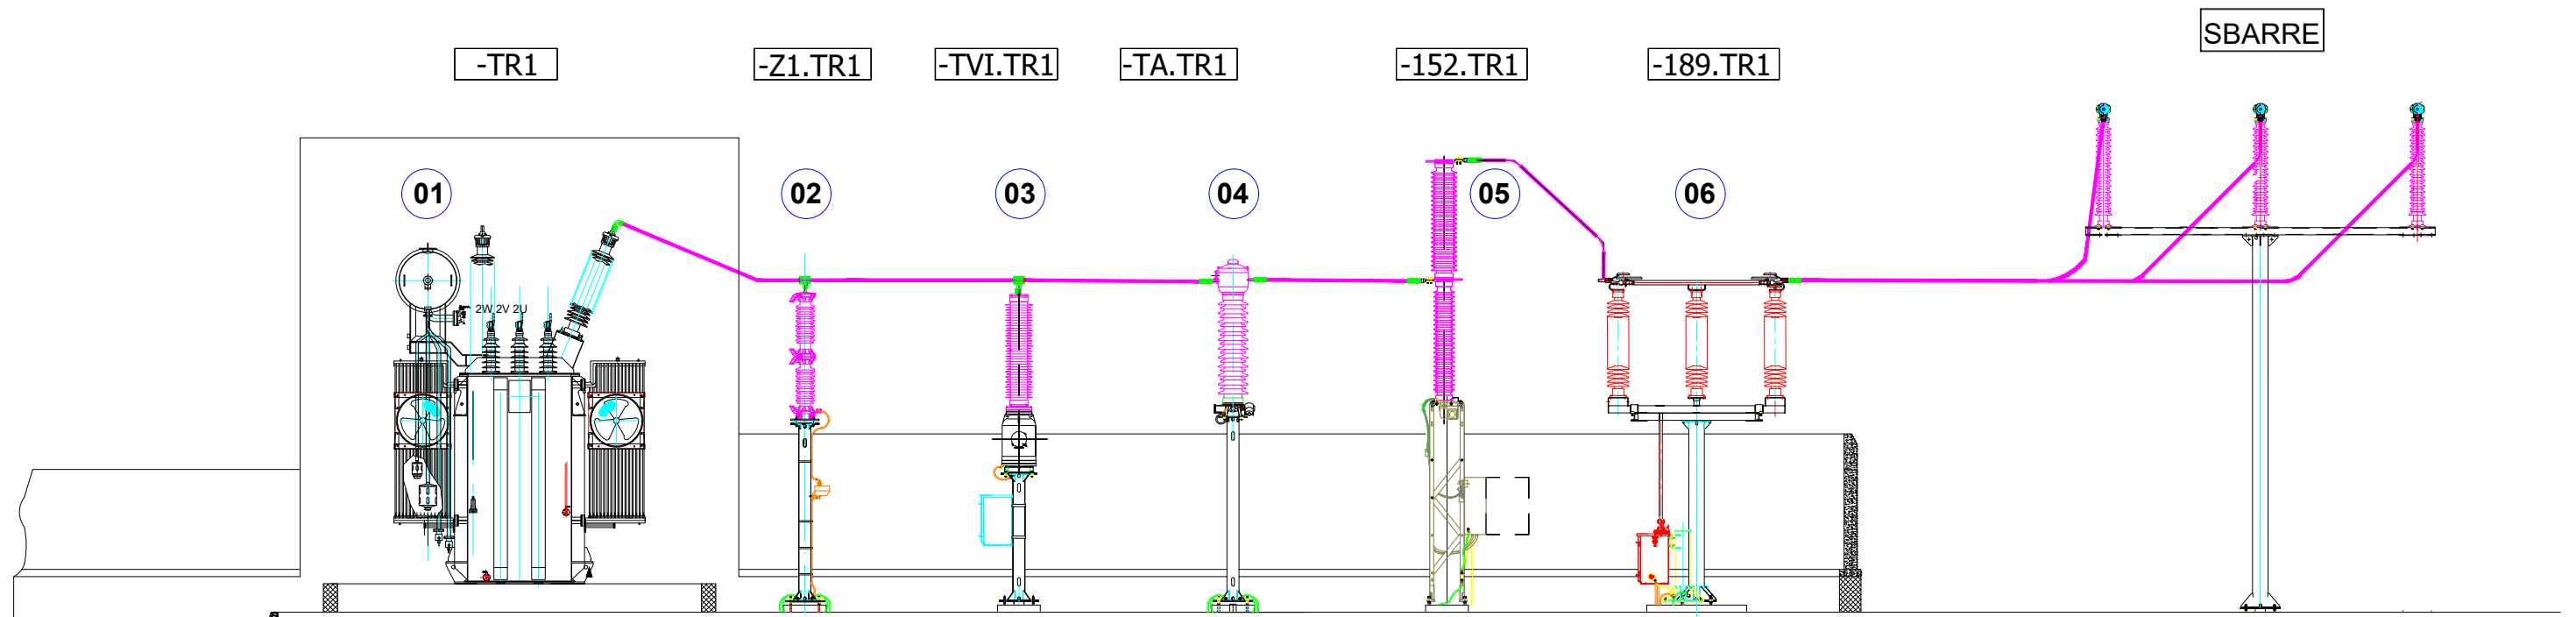 SBARRE
-TR1
-Z1.TR1
-TVI.TR1
-TA.TR1
-152.TR1
-189.TR1
01
02
03
04
05
06
2W 2V 2U